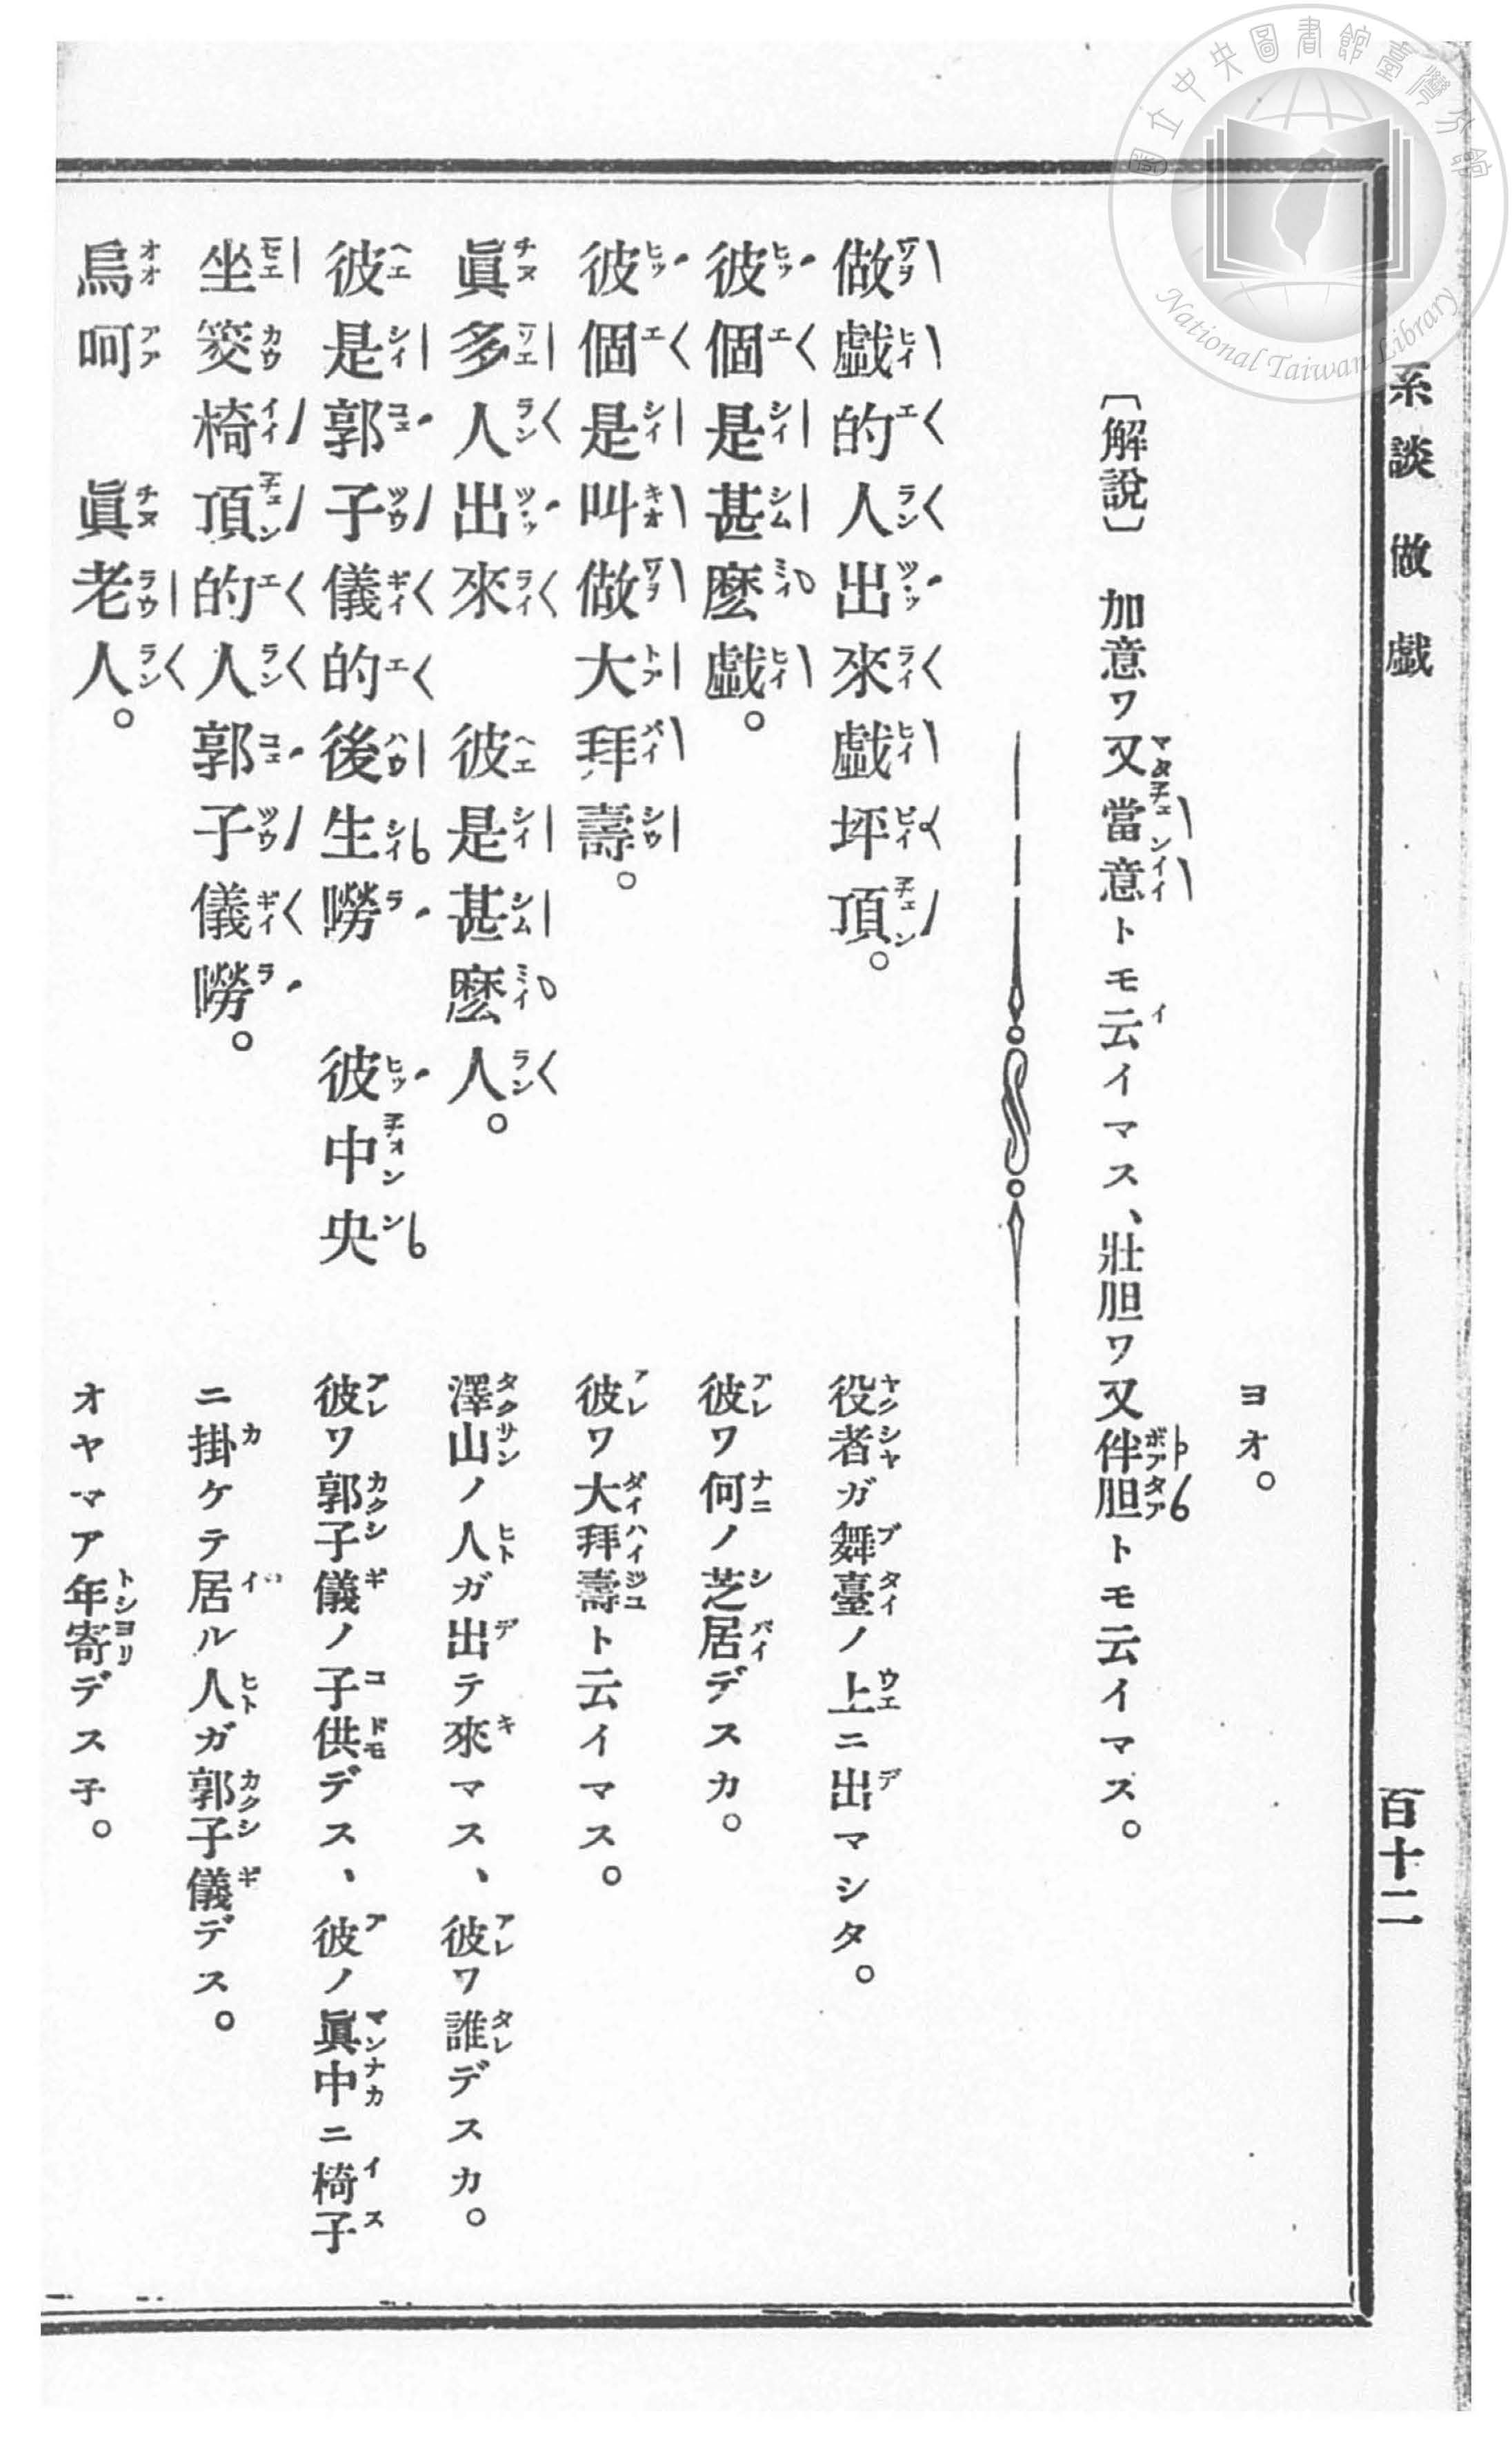 系談 做戲 百十二
ヨオ。
〔解說〕 加意ワ又當意トモ云イマス、壯胆ワ又伴胆トモ云イマス。
做戲的人出來戲坪頂。
役者ガ舞臺ノ上ニ出マシタ。
彼個是甚麽戲。
彼ワ何ノ芝居デスカ。
彼個是叫做大拜壽。
彼ワ大拜壽ト云イマス。
眞多人出來 彼是甚麽人。
澤山ノ人ガ出テ來マス、彼ワ誰デスカ。
彼是郭子儀的後生嘮 彼中央
彼ワ郭子儀ノ子供デス、彼ノ眞中ニ椅子
坐筊椅頂的人郭子儀嘮。
ニ掛ケテ居ル人ガ郭子儀デス。
烏呵 眞老人。
オヤマア年寄デス子。
國立中央圖書館臺灣分館
National Taiwan Library